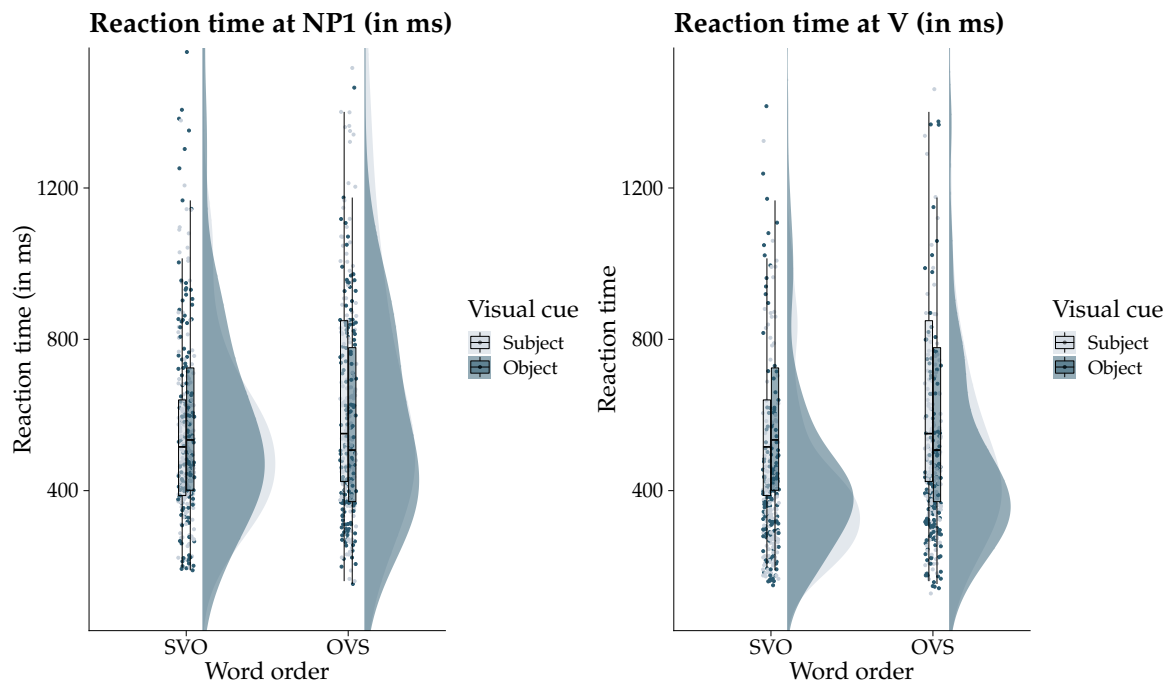 Reaction time at NP1 (in ms)
Reaction time (in ms)
1200
800
400
SVO
OVS
Word order
Visual cue
Subject
Object
Reaction time at V (in ms)
Reaction time
1200
800
400
SVO
OVS
Word order
Visual cue
Subject
Object